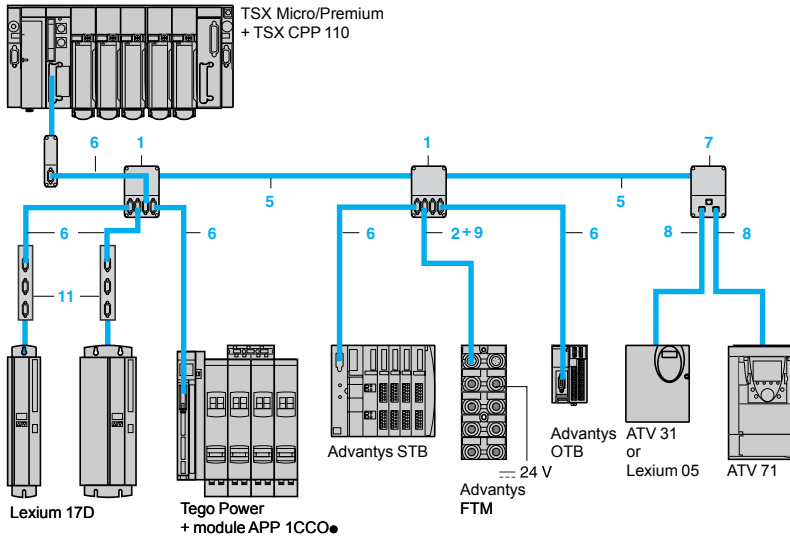 TSX Micro/Premium
+ TSX CPP 110
6
1
1
7
5
5
6
6
6
2+9
6
8
8
11
Advantys STB
24 V
Advantys
FTM
Advantys
OTB
ATV 31
or
Lexium 05
ATV 71
Lexium 17D
Tego Power
+ module APP 1CCO●